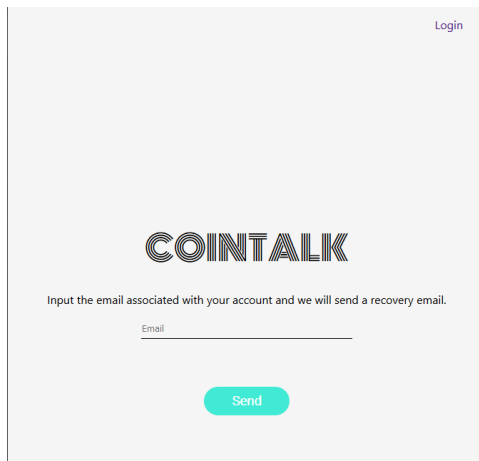 Login
COINTALK
Input the email associated with your account and we will send a recovery email.
Email
Send